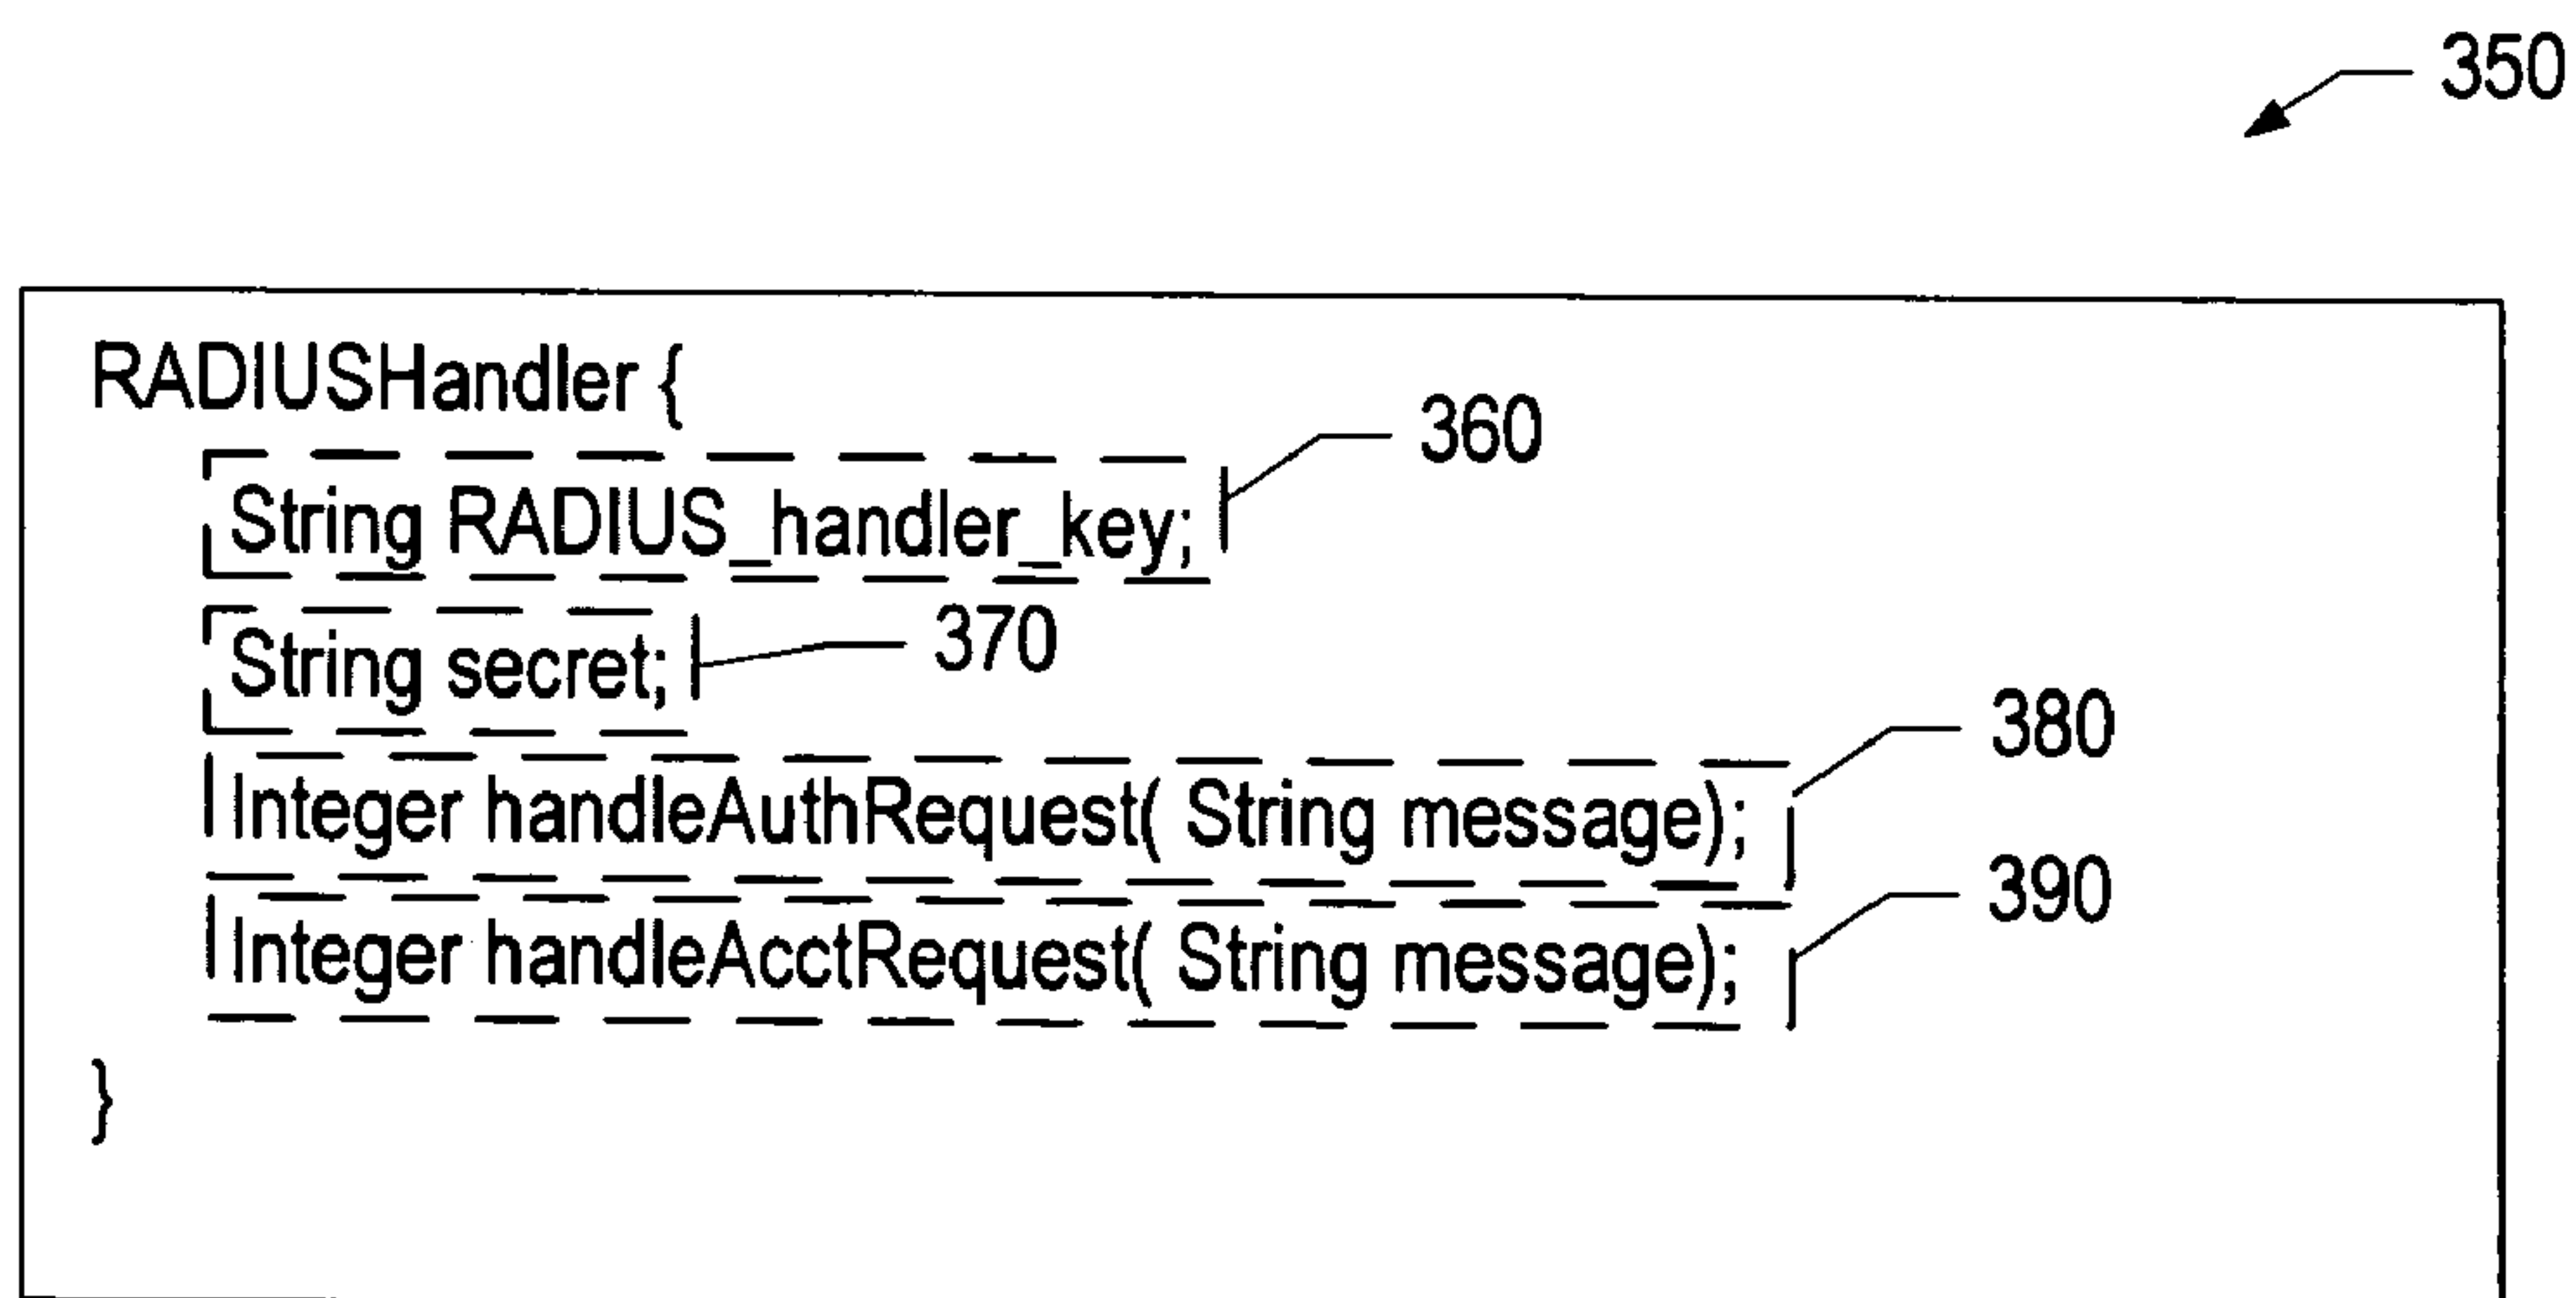 350
RADIUSHandler {
360
String RADIUS_handler_key;
370
String secret;
380
Integer handleAuthRequest( String message);
390
Integer handleAcctRequest( String message);
}